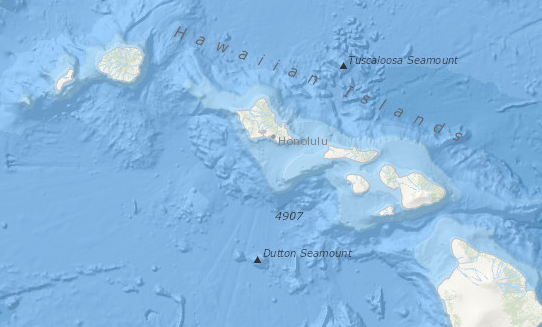 Hawaiian Islands
Tuscaloosa Seamount
Honolulu
4907
Dutton Seamount